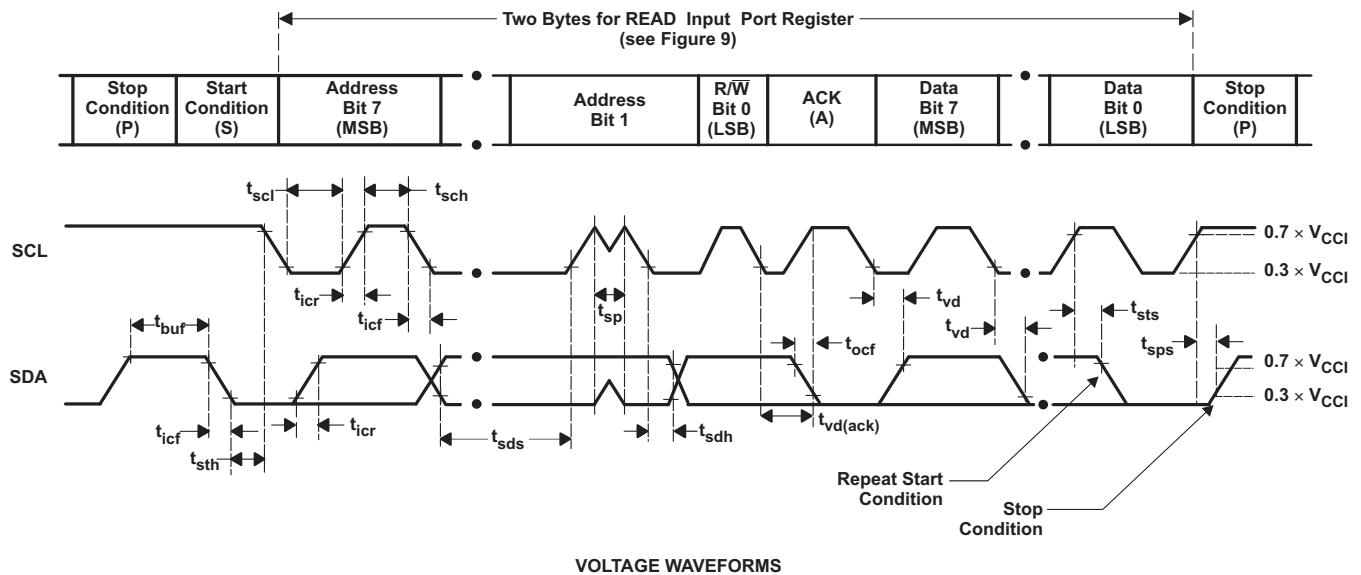 Two Bytes for READ Input Port Register
(see Figure 9)
Stop
Condition
(P)
Start
Condition
(S)
Address
Bit 7
(MSB)
Address
Bit 1
R/W̅
Bit 0
(LSB)
ACK
(A)
Data
Bit 7
(MSB)
Data
Bit 0
(LSB)
Stop
Condition
(P)
tscl
tsch
SCL
0.7 × VCCI
0.3 × VCCI
ticr
ticf
tsp
tvd
tvd
tsts
tbuf
tocf
tsps
SDA
0.7 × VCCI
0.3 × VCCI
ticf
ticr
tsth
tsds
tsdh
tvd(ack)
Repeat Start
Condition
Stop
Condition
VOLTAGE WAVEFORMS